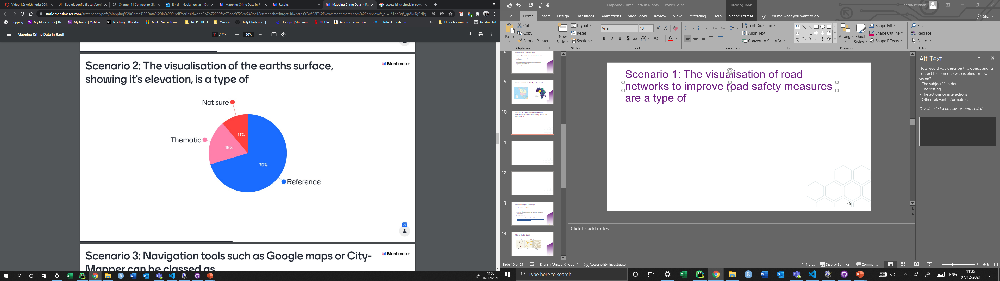 Video 1.5: Arithmetic: COM
Bad git config file .git/conf
Chapter 11 Connect to Git
Email - Nadia Kennar - Ou
Mapping Crime Data in R
Results
Mapping Crime Data in R.p
accessibility check in powe
static.mentimeter.com/screenshot/pdfs/Mapping%20Crime%20Data%20in%20R.pdf?seriesId=ded3b7b72209fbe73acc9723bc740bc1&screenshotTargetUrl=https%3A%2F%2Fwww.mentimeter.com%2Fpreview&_gl=1*1ori8g*_ga*MTg5Njg...
Shopping
My Manchester | Th...
My home | MyMan...
Teaching – Blackbo...
Mail - Nadia Kenna...
N8 PROJECT
Masters
Daily Challenges | B...
Disney+ | Streamin...
Netflix
Amazon.co.uk: Low...
Statistical Interferen...
»
Other bookmarks
Reading list
Mapping Crime Data in R.pdf
11 / 25
50%
Scenario 2: The visualisation of the earths surface,
showing it's elevation, is a type of
Mentimeter
Not sure
Thematic
11%
19%
70%
Reference
27
Scenario 3: Navigation tools such as Google maps or City-
Mapper can be classed as
Mentimeter
11:35
07/12/2021
Mapping Crime Data in R.pptx - PowerPoint
Drawing Tools
nadia kennar
File Home Insert Design Transitions Animations Slide Show Review View Recording Help Shape Format Tell me what you want to do
Share
Paste
Cut
Copy
Format Painter
Clipboard
New
Slide
Layout
Reset
Section
Slides
Arial
40
Font
Text Direction
Align Text
Convert to SmartArt
Paragraph
Arrange
Quick
Styles
Shape Fill
Shape Outline
Shape Effects
Drawing
Find
Replace
Select
Editing
8
Reference vs Thematic Maps
9
Reference vs Thematic Maps Continued...
10
Scenario 1: The visualisation of road
networks to improve road safety measures
are a type of
11
12
13
Further Example: Tube Maps
14
What is Spatial Data?
Points
Lines
Polygons
Scenario 1: The visualisation of road
networks to improve road safety measures
are a type of
10
Click to add notes
Alt Text
How would you describe this object and its
context to someone who is blind or low
vision?
- The subject(s) in detail
- The setting
- The actions or interactions
- Other relevant information
(1-2 detailed sentences recommended)
Slide 10 of 21
English (United Kingdom)
Accessibility: Investigate
Notes
Display Settings
Comments
64%
Type here to search
5°C
ENG
11:35
07/12/2021